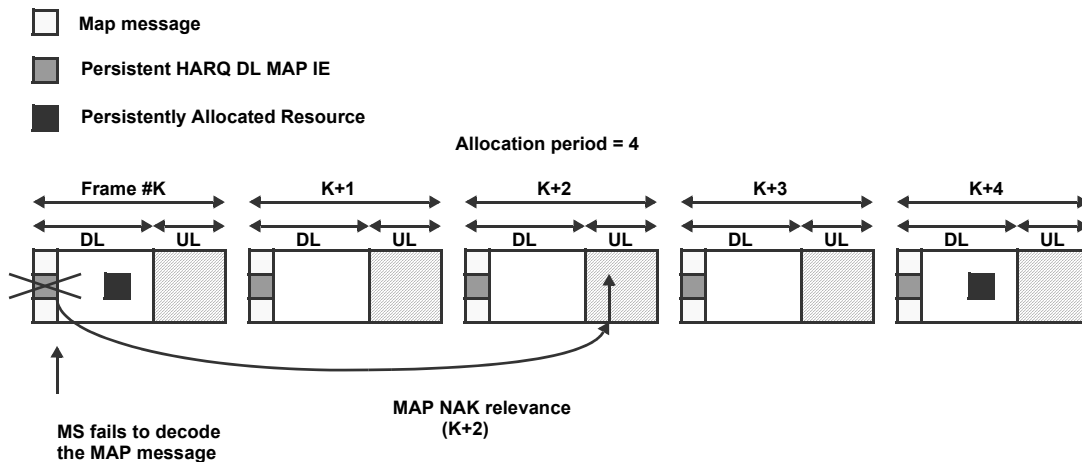 Map message
Persistent HARQ DL MAP IE
Persistently Allocated Resource
Allocation period = 4
Frame #K K+1 K+2 K+3 K+4
DL UL DL UL DL UL DL UL DL UL
MAP NAK relevance
(K+2)
MS fails to decode
the MAP message